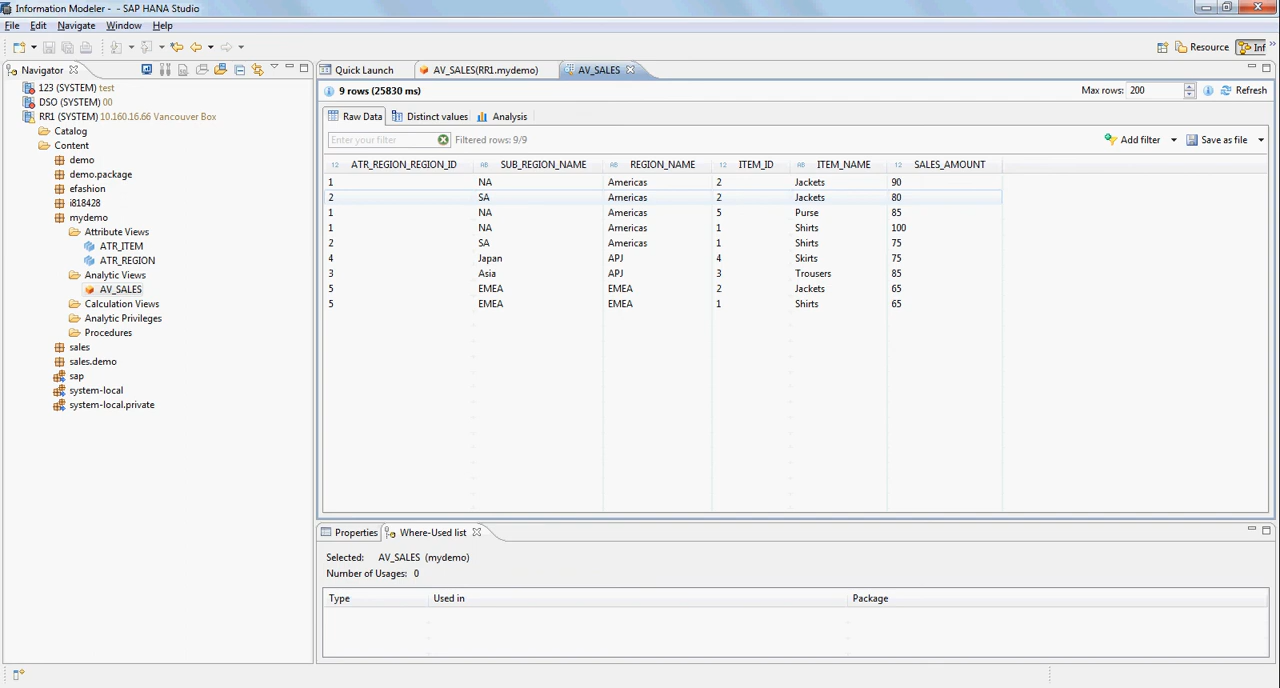 Information Modeler -  - SAP HANA Studio
File Edit Navigate Window Help
Resource Inf
Navigator
123 (SYSTEM) test
DSO (SYSTEM) 00
RR1 (SYSTEM) 10.160.16.66 Vancouver Box
Catalog
Content
demo
demo.package
efashion
i818428
mydemo
Attribute Views
ATR_ITEM
ATR_REGION
Analytic Views
AV_SALES
Calculation Views
Analytic Privileges
Procedures
sales
sales.demo
sap
system-local
system-local.private
Quick Launch AV_SALES(RR1.mydemo) AV_SALES
9 rows (25830 ms) Max rows: 200 Refresh
Raw Data Distinct values Analysis
Enter your filter Filtered rows: 9/9 Add filter Save as file
12 ATR_REGION_REGION_ID AB SUB_REGION_NAME AB REGION_NAME 12 ITEM_ID AB ITEM_NAME 12 SALES_AMOUNT
1 NA Americas 2 Jackets 90
2 SA Americas 2 Jackets 80
1 NA Americas 5 Purse 85
1 NA Americas 1 Shirts 100
2 SA Americas 1 Shirts 75
4 Japan APJ 4 Skirts 75
3 Asia APJ 3 Trousers 85
5 EMEA EMEA 2 Jackets 65
5 EMEA EMEA 1 Shirts 65
Properties Where-Used list
Selected: AV_SALES (mydemo)
Number of Usages: 0
Type Used in Package